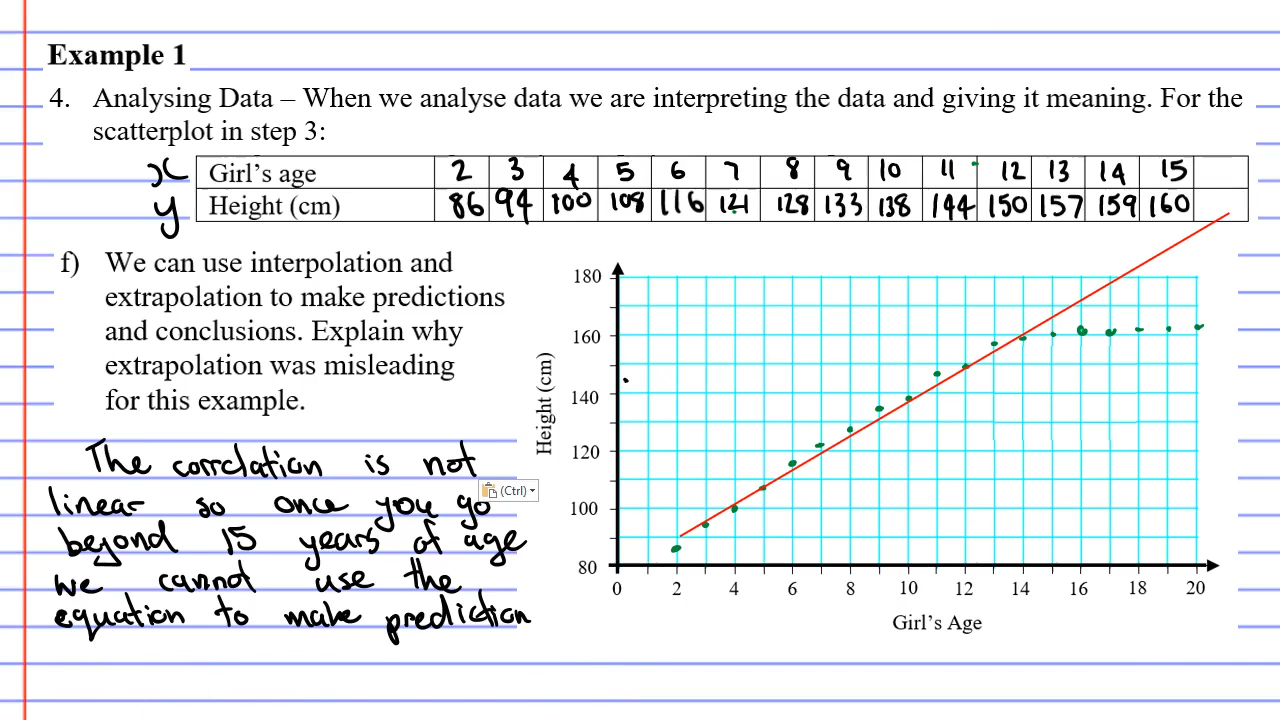 Example 1
4. Analysing Data – When we analyse data we are interpreting the data and giving it meaning. For the
scatterplot in step 3:
x Girl's age 2 3 4 5 6 7 8 9 10 11 12 13 14 15
y Height (cm) 86 94 100 108 116 121 128 133 138 144 150 157 159 160
f) We can use interpolation and
extrapolation to make predictions
and conclusions. Explain why
extrapolation was misleading
for this example.
The correlation is not
linear so once you go
beyond 15 years of age
we cannot use the
equation to make prediction
(Ctrl)
Height (cm)
180
160
140
120
100
80
0 2 4 6 8 10 12 14 16 18 20
Girl's Age